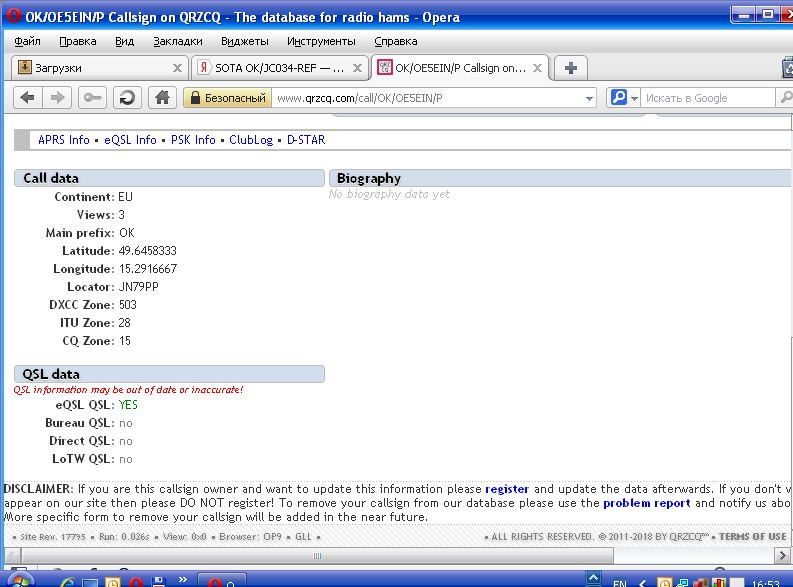 OK/OE5EIN/P Callsign on QRZCQ - The database for radio hams - Opera
Файл Правка Вид Закладки Виджеты Инструменты Справка
Загрузки SOTA OK/JC034-REF — ... OK/OE5EIN/P Callsign on...
Безопасный www.qrzcq.com/call/OK/OE5EIN/P Искать в Google
APRS Info • eQSL Info • PSK Info • ClubLog • D-STAR
Call data
Continent: EU
Views: 3
Main prefix: OK
Latitude: 49.6458333
Longitude: 15.2916667
Locator: JN79PP
DXCC Zone: 503
ITU Zone: 28
CQ Zone: 15
Biography
No biography data yet
QSL data
QSL information may be out of date or inaccurate!
eQSL QSL: YES
Bureau QSL: no
Direct QSL: no
LoTW QSL: no
DISCLAIMER: If you are this callsign owner and want to update this information please register and update the data afterwards. If you don't w
appear on our site then please DO NOT register! To remove your callsign from our database please use the problem report and notify us abo
More specific form to remove your callsign will be added in the near future.
• Site Rev. 17795 • Run: 0.026s • View: 0x0 • Browser: OP9 • GLL • • ALL RIGHTS RESERVED. © 2011-2018 BY QRZCQ™ • TERMS OF USE
EN 16:53